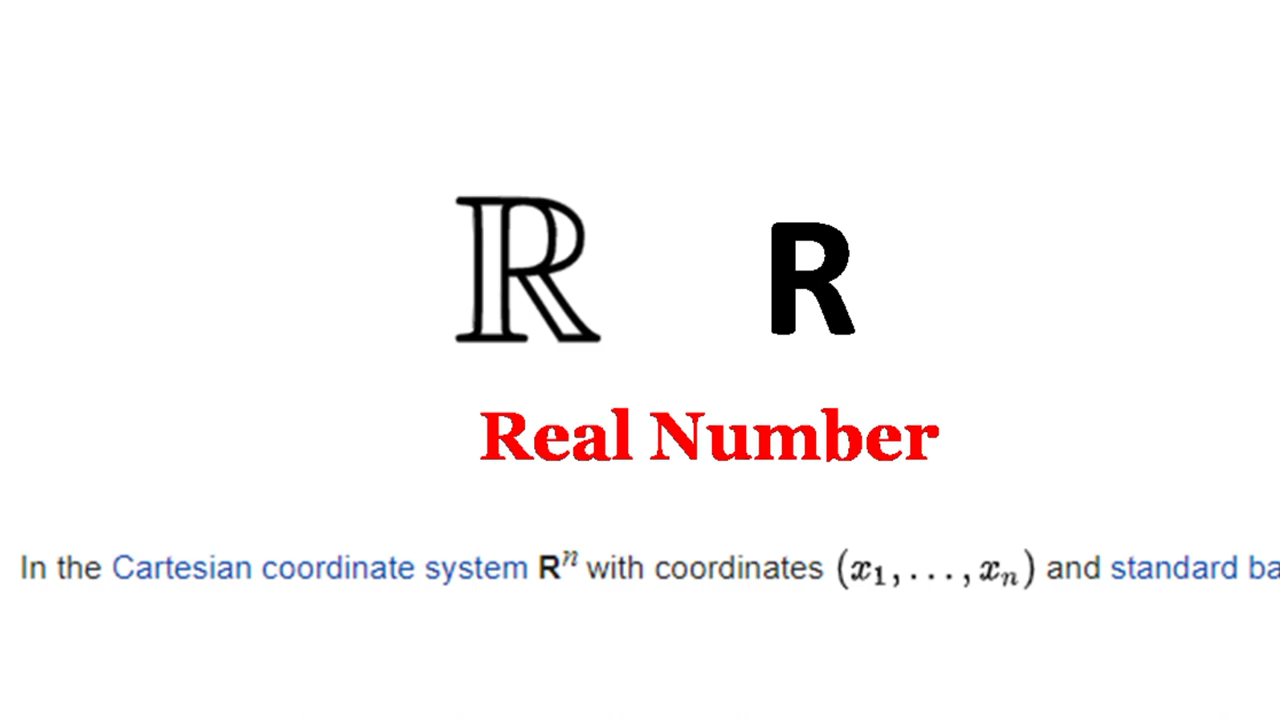 ℝ R
Real Number
In the Cartesian coordinate system Rⁿ with coordinates (x₁, . . . , xₙ) and standard ba